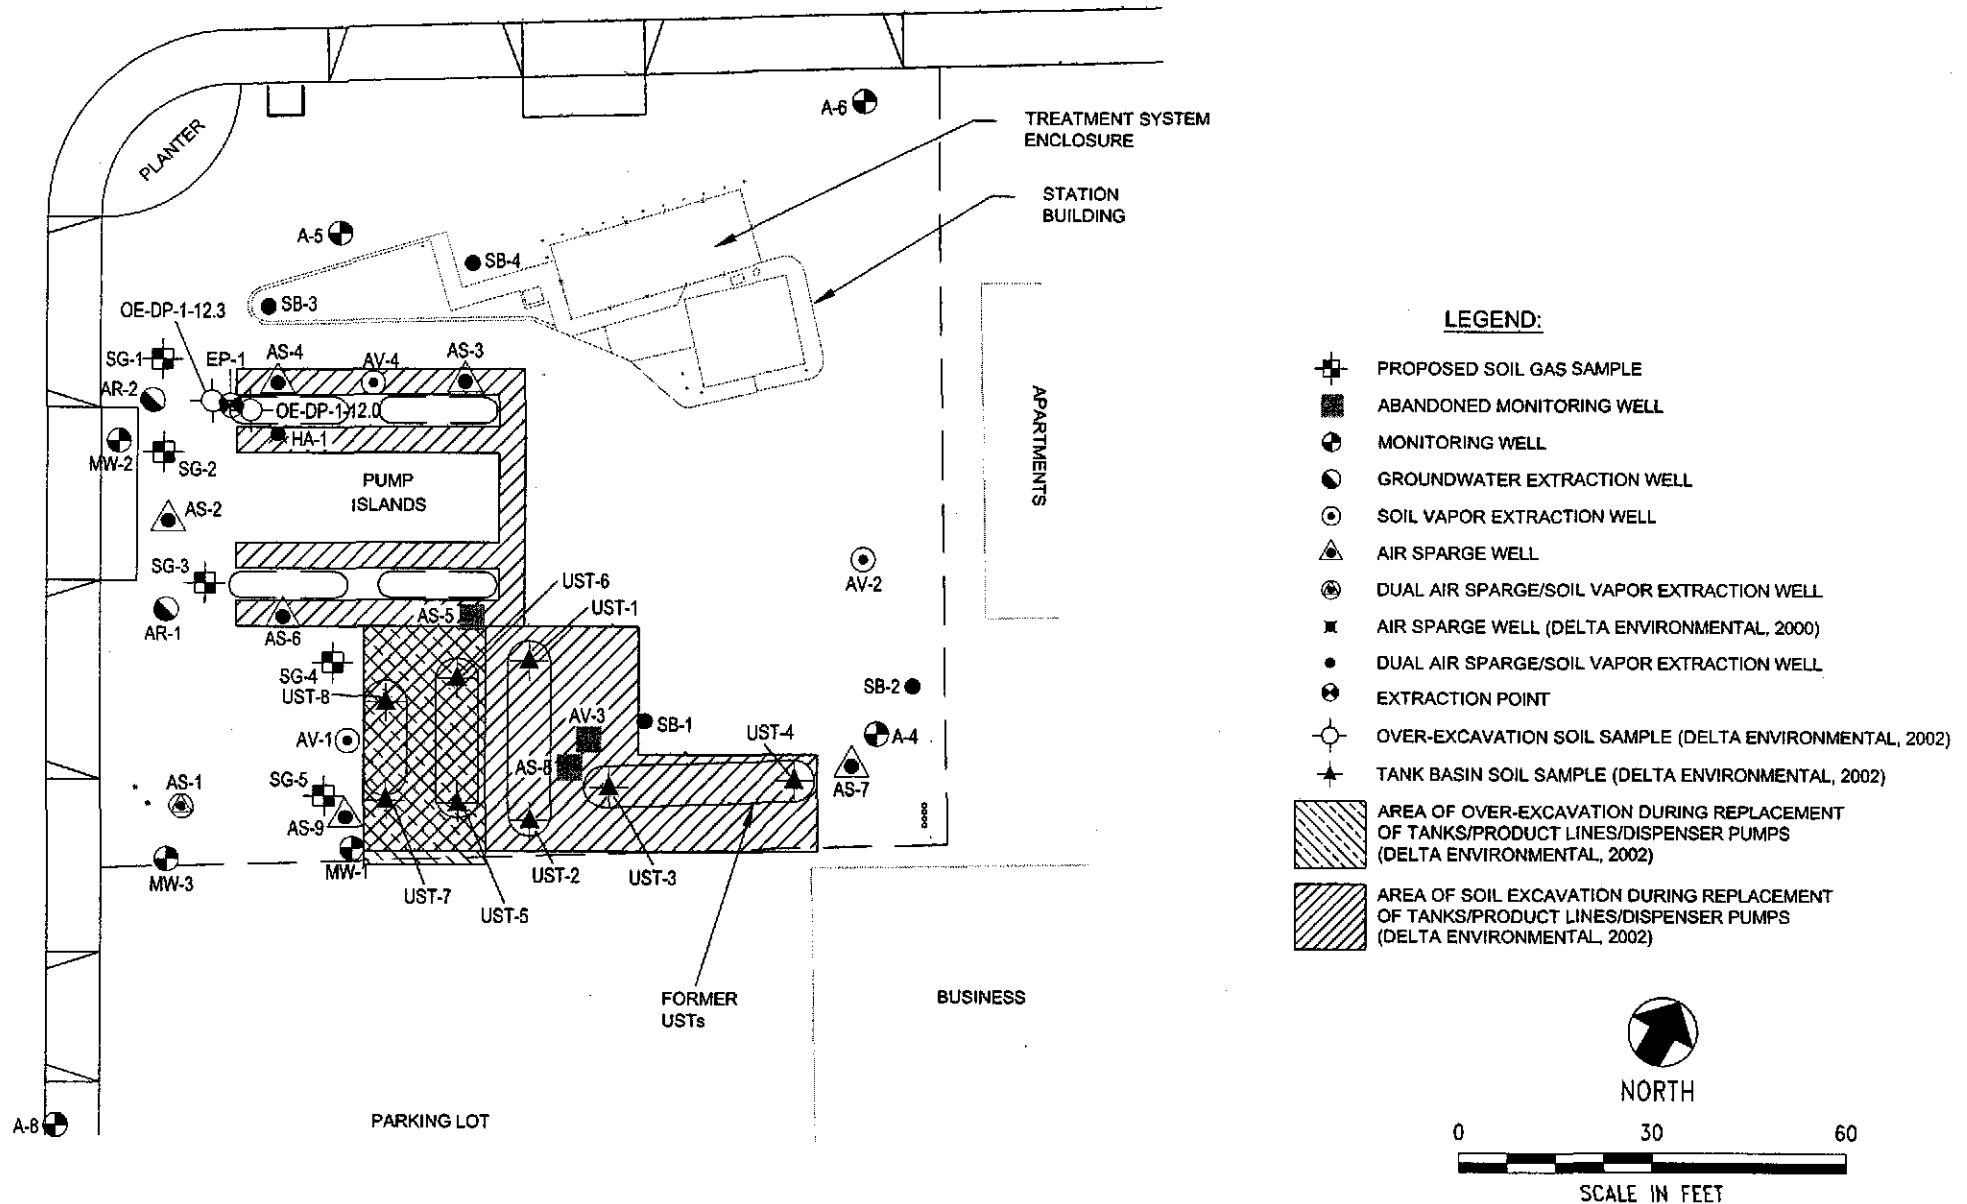 A-6
TREATMENT SYSTEM
ENCLOSURE
PLANTER
STATION
BUILDING
A-5
SB-4
SB-3
OE-DP-1-12.3
SG-1
EP-1
AS-4
AV-4
AS-3
AR-2
OE-DP-1-12.0
HA-1
MW-2
SG-2
PUMP
ISLANDS
AS-2
APARTMENTS
SG-3
UST-6
AV-2
UST-1
AS-5
AR-1
AS-6
SG-4
UST-8
SB-2
AV-3
SB-1
UST-4
A-4
AV-1
AS-8
SG-5
AS-1
AS-7
AS-9
MW-3
MW-1
UST-7
UST-5
UST-2
UST-3
FORMER
USTs
BUSINESS
PARKING LOT
A-8
LEGEND:
PROPOSED SOIL GAS SAMPLE
ABANDONED MONITORING WELL
MONITORING WELL
GROUNDWATER EXTRACTION WELL
SOIL VAPOR EXTRACTION WELL
AIR SPARGE WELL
DUAL AIR SPARGE/SOIL VAPOR EXTRACTION WELL
AIR SPARGE WELL (DELTA ENVIRONMENTAL, 2000)
DUAL AIR SPARGE/SOIL VAPOR EXTRACTION WELL
EXTRACTION POINT
OVER-EXCAVATION SOIL SAMPLE (DELTA ENVIRONMENTAL, 2002)
TANK BASIN SOIL SAMPLE (DELTA ENVIRONMENTAL, 2002)
AREA OF OVER-EXCAVATION DURING REPLACEMENT
OF TANKS/PRODUCT LINES/DISPENSER PUMPS
(DELTA ENVIRONMENTAL, 2002)
AREA OF SOIL EXCAVATION DURING REPLACEMENT
OF TANKS/PRODUCT LINES/DISPENSER PUMPS
(DELTA ENVIRONMENTAL, 2002)
NORTH
0 30 60
SCALE IN FEET